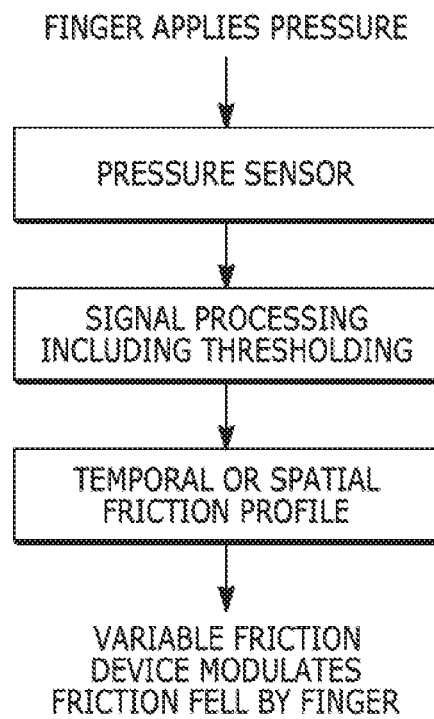 FINGER APPLIES PRESSURE
PRESSURE SENSOR
SIGNAL PROCESSING
INCLUDING THRESHOLDING
TEMPORAL OR SPATIAL
FRICTION PROFILE
VARIABLE FRICTION
DEVICE MODULATES
FRICTION FELL BY FINGER